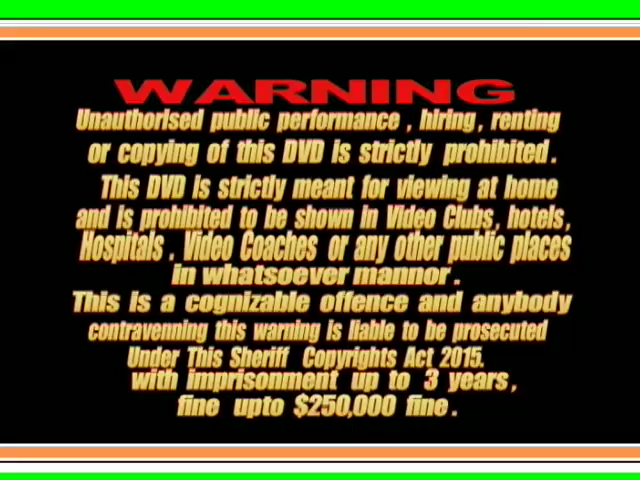 WARNING
Unauthorised public performance , hiring , renting
or copying of this DVD is strictly prohibited .
This DVD is strictly meant for viewing at home
and is prohibited to be shown in Video Clubs , hotels ,
Hospitals . Video Coaches or any other public places
in whatsoever mannor .
This is a cognizable offence and anybody
contravenning this warning is liable to be prosecuted
Under This Sheriff Copyrights Act 2015.
with imprisonment up to 3 years ,
fine upto $250,000 fine .